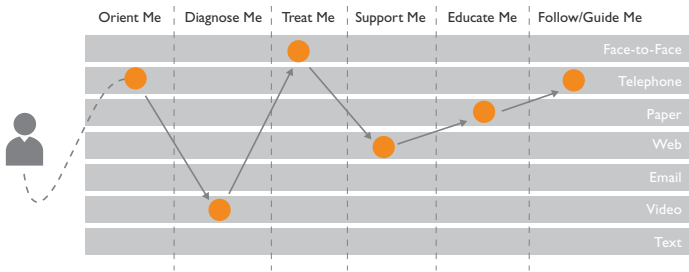 Orient Me Diagnose Me Treat Me Support Me Educate Me Follow/Guide Me
Face-to-Face
Telephone
Paper
Web
Email
Video
Text